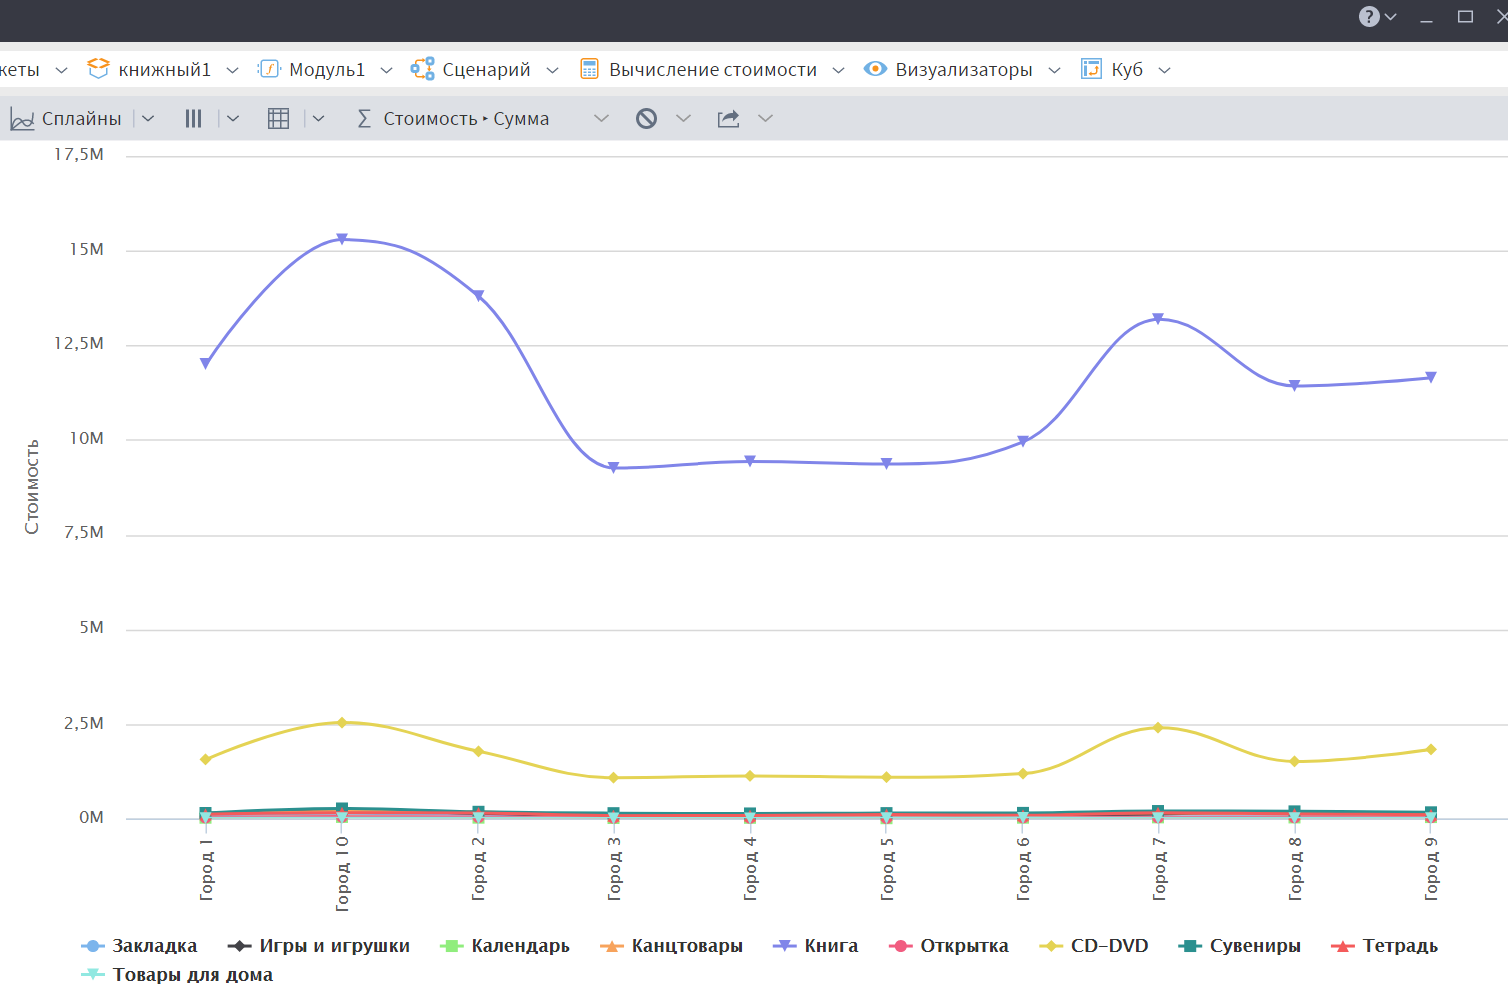 ?
кеты книжный1 Модуль1 Сценарий Вычисление стоимости Визуализаторы Куб
Сплайны Σ Стоимость ‣ Сумма
17,5M
15M
12,5M
10M
7,5M
5M
2,5M
0M
Стоимость
Город 1 Город 10 Город 2 Город 3 Город 4 Город 5 Город 6 Город 7 Город 8 Город 9
Закладка Игры и игрушки Календарь Канцтовары Книга Открытка CD-DVD Сувениры Тетрадь
Товары для дома